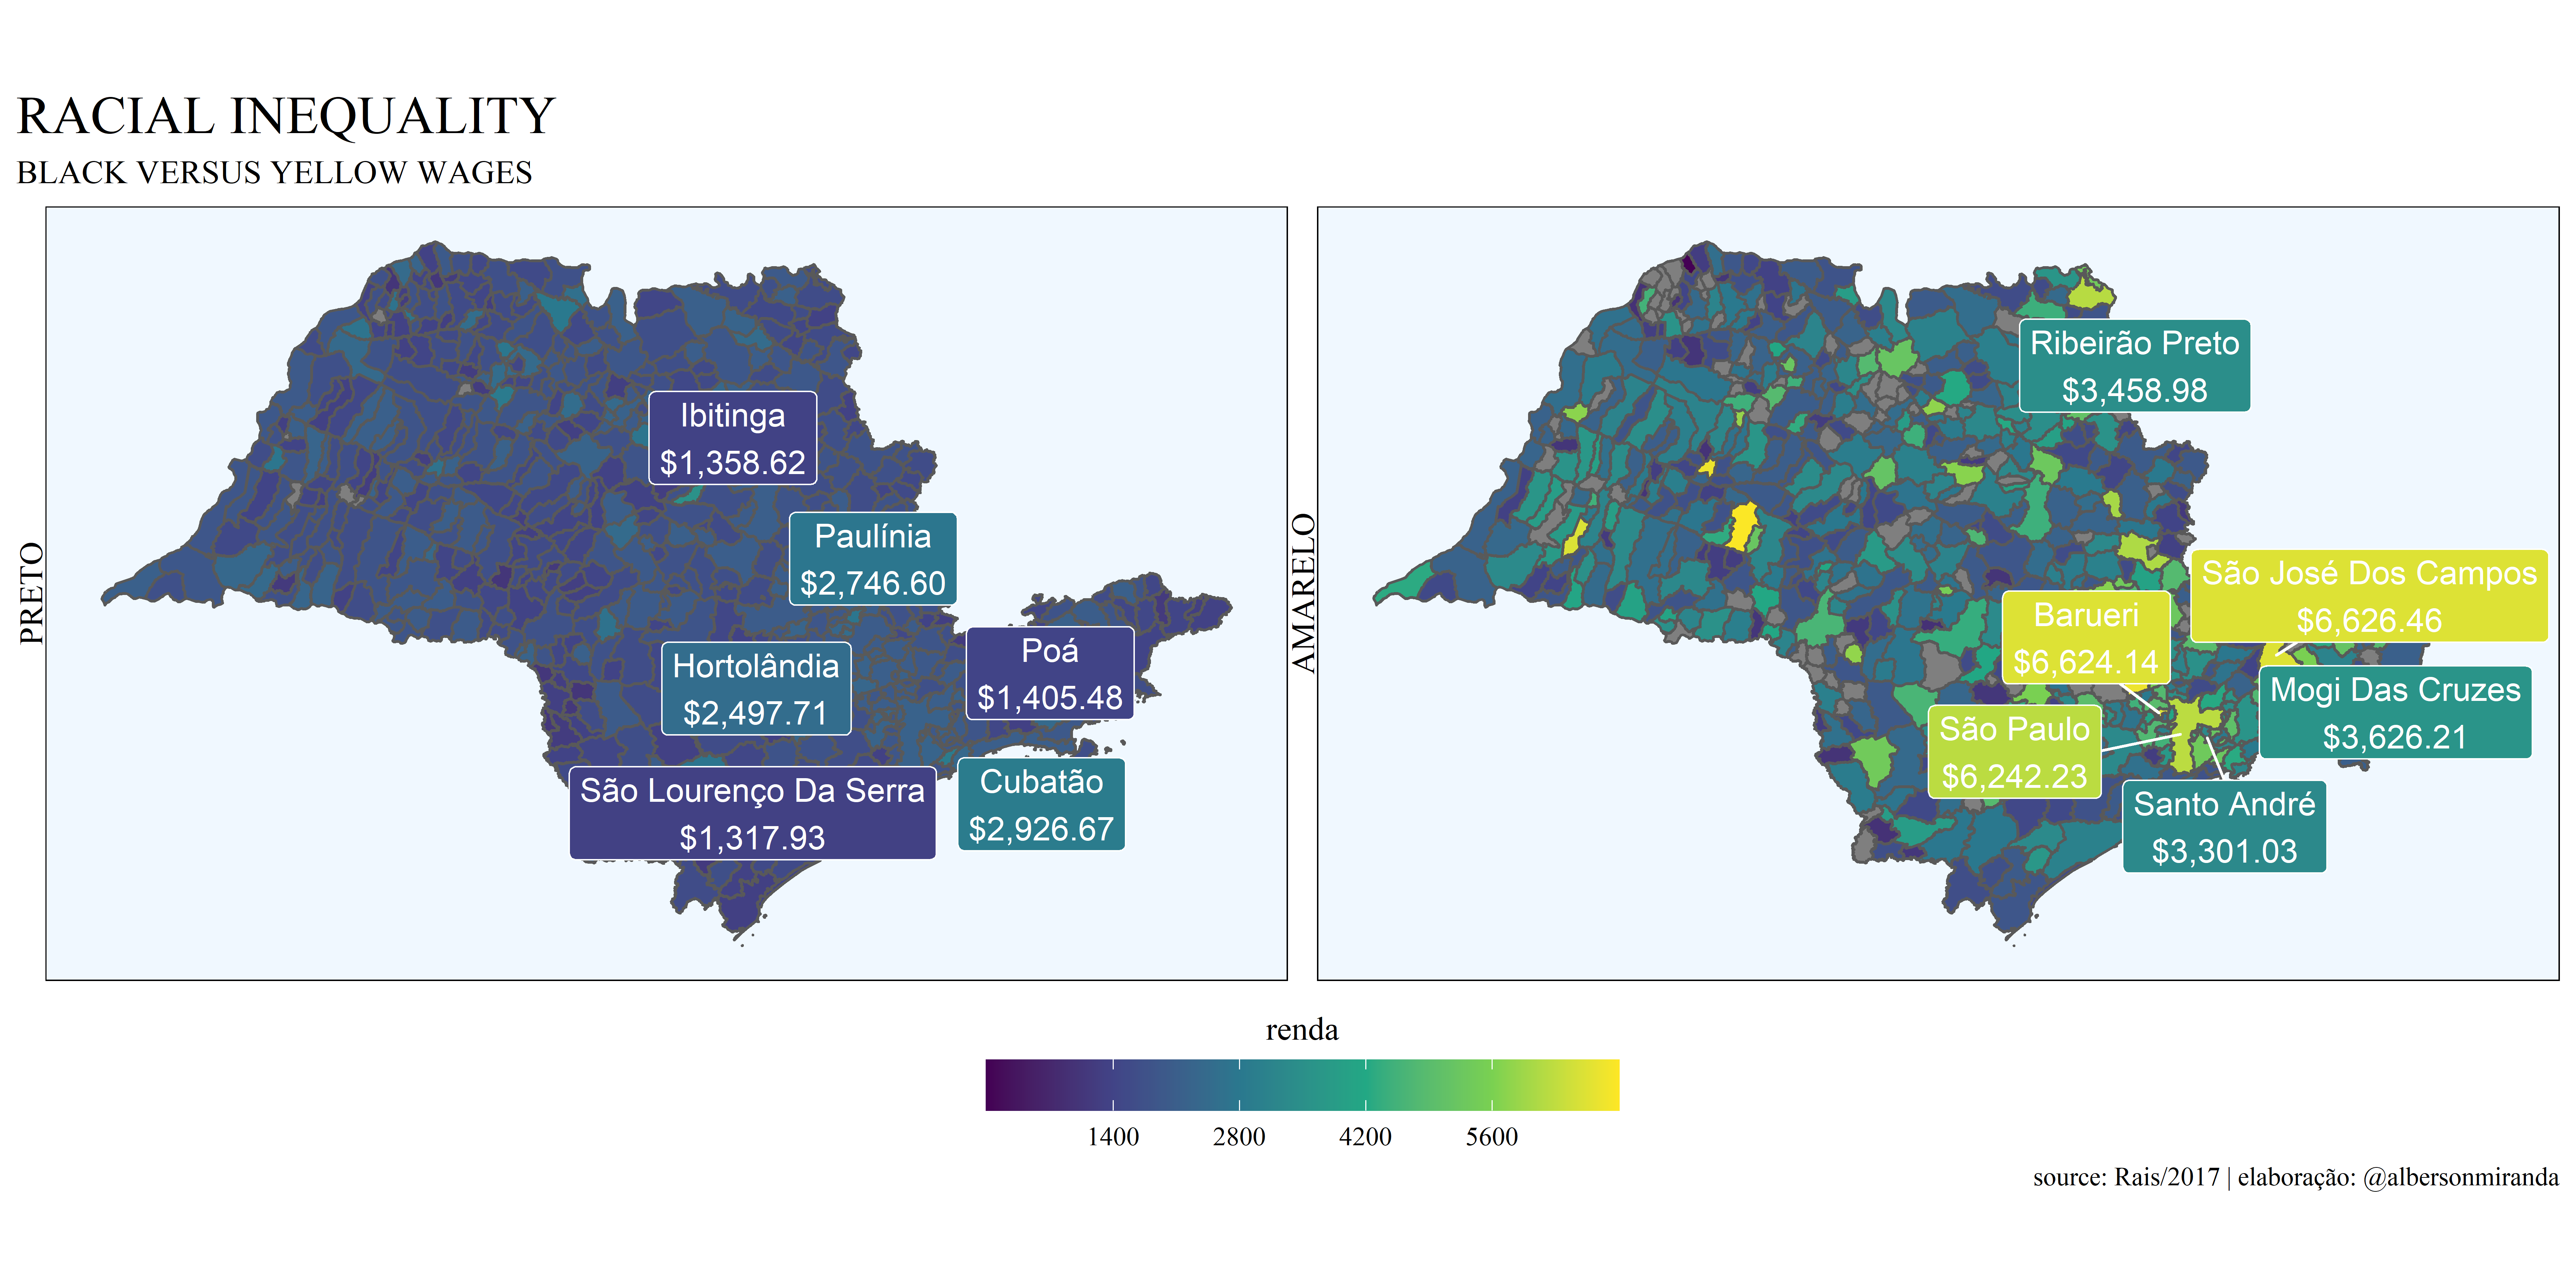 RACIAL INEQUALITY
BLACK VERSUS YELLOW WAGES
PRETO
Ibitinga
$1,358.62
Paulínia
$2,746.60
Poá
$1,405.48
Hortolândia
$2,497.71
São Lourenço Da Serra
$1,317.93
Cubatão
$2,926.67
AMARELO
Ribeirão Preto
$3,458.98
São José Dos Campos
$6,626.46
Barueri
$6,624.14
Mogi Das Cruzes
$3,626.21
São Paulo
$6,242.23
Santo André
$3,301.03
renda
1400 2800 4200 5600
source: Rais/2017 | elaboração: @albersonmiranda